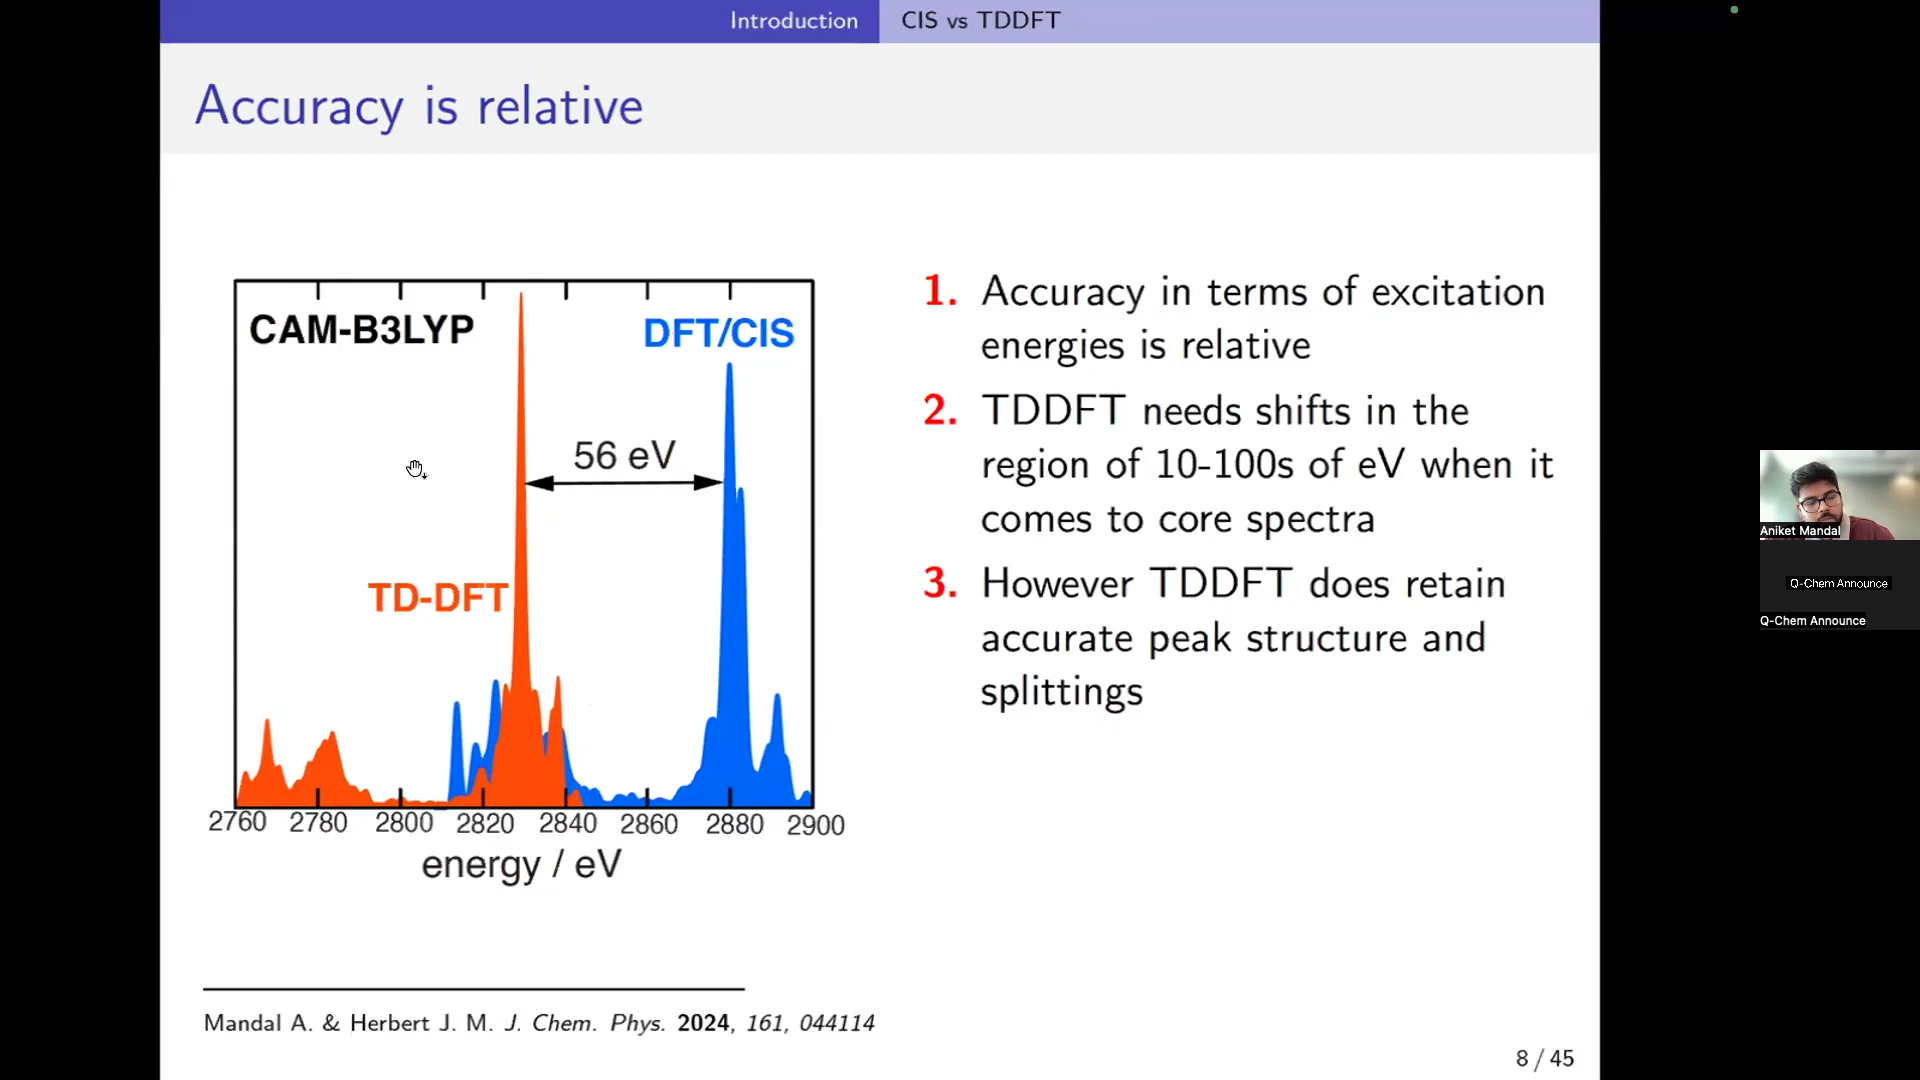 Introduction
CIS vs TDDFT
Accuracy is relative
CAM-B3LYP
DFT/CIS
56 eV
TD-DFT
2760 2780 2800 2820 2840 2860 2880 2900
energy / eV
1. Accuracy in terms of excitation
energies is relative
2. TDDFT needs shifts in the
region of 10-100s of eV when it
comes to core spectra
3. However TDDFT does retain
accurate peak structure and
splittings
Mandal A. & Herbert J. M. J. Chem. Phys. 2024, 161, 044114
8 / 45
Aniket Mandal
Q-Chem Announce
Q-Chem Announce